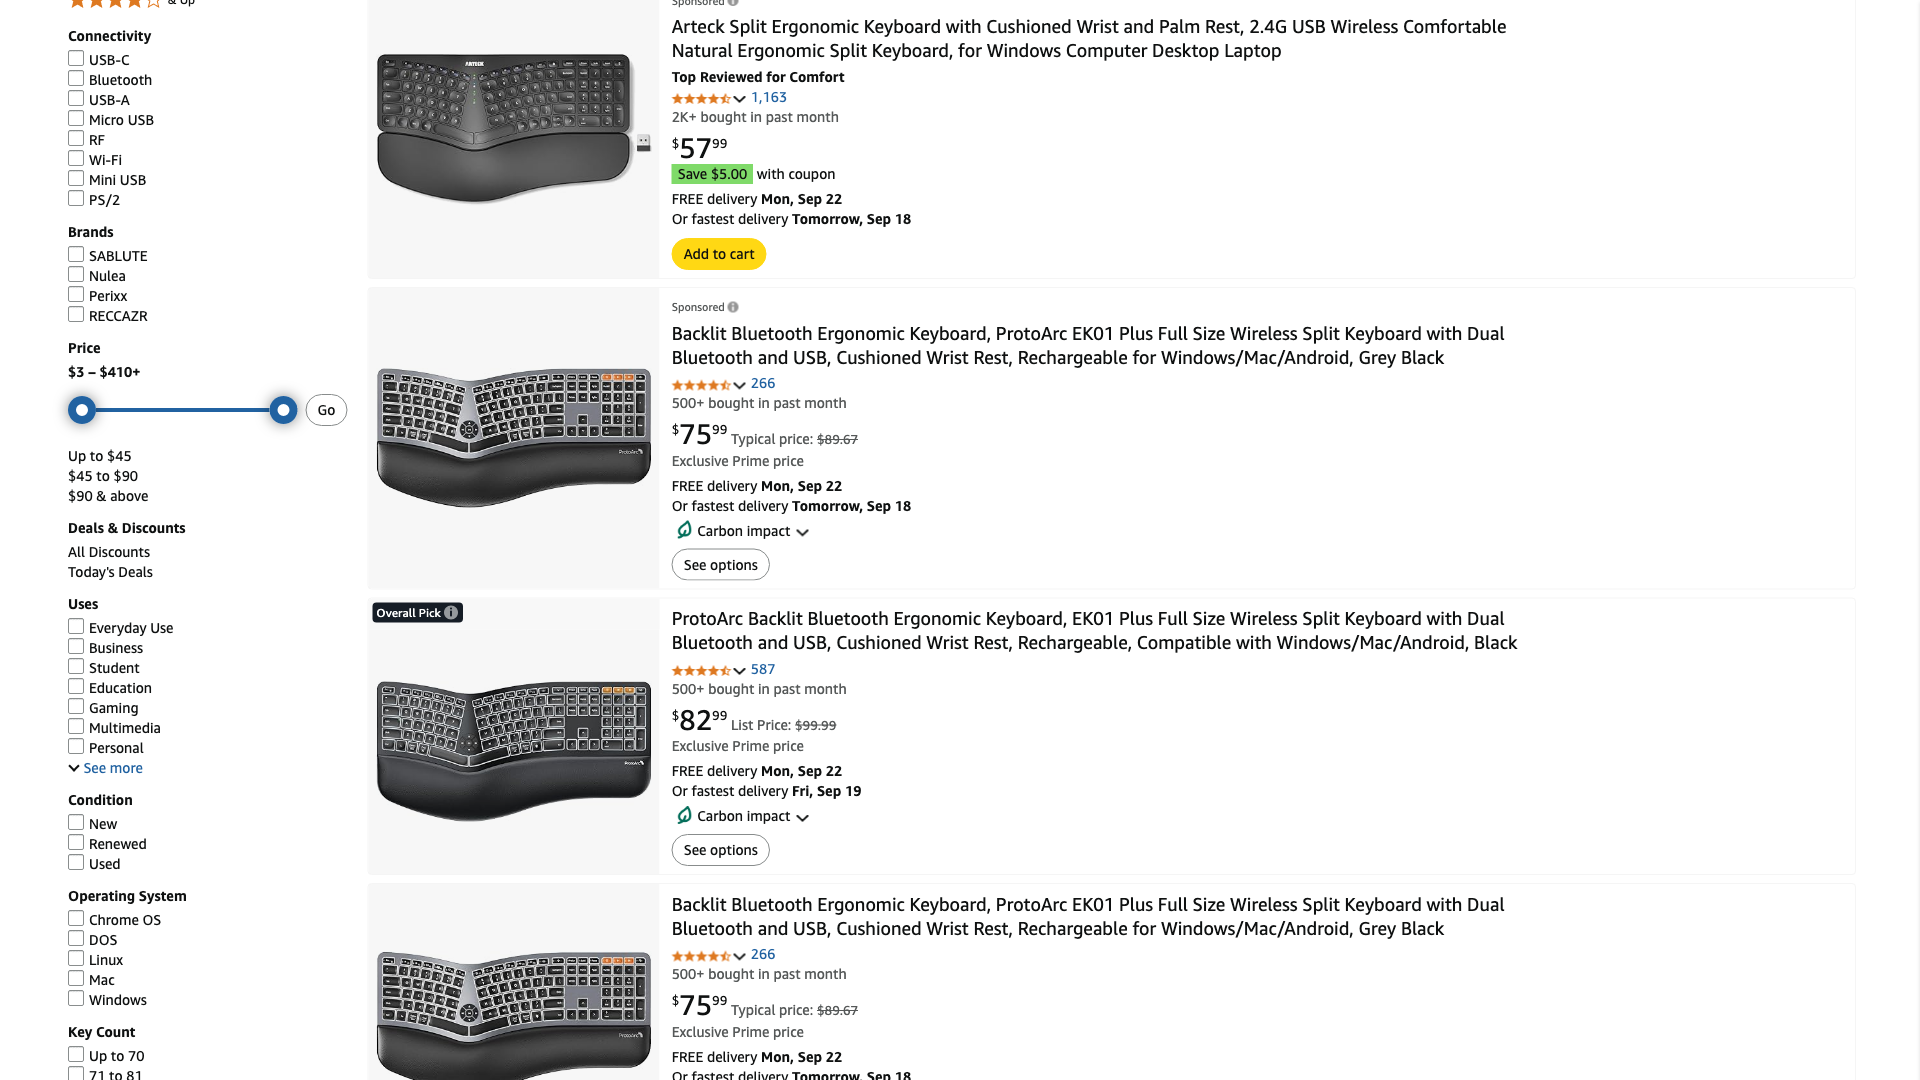 & Up
Connectivity
USB-C
Bluetooth
USB-A
Micro USB
RF
Wi-Fi
Mini USB
PS/2
Brands
SABLUTE
Nulea
Perixx
RECCAZR
Price
$3 – $410+
Go
Up to $45
$45 to $90
$90 & above
Deals & Discounts
All Discounts
Today's Deals
Uses
Everyday Use
Business
Student
Education
Gaming
Multimedia
Personal
See more
Condition
New
Renewed
Used
Operating System
Chrome OS
DOS
Linux
Mac
Windows
Key Count
Up to 70
71 to 81
Sponsored
ARTECK
Arteck Split Ergonomic Keyboard with Cushioned Wrist and Palm Rest, 2.4G USB Wireless Comfortable
Natural Ergonomic Split Keyboard, for Windows Computer Desktop Laptop
Top Reviewed for Comfort
1,163
2K+ bought in past month
$57.99
Save $5.00 with coupon
FREE delivery Mon, Sep 22
Or fastest delivery Tomorrow, Sep 18
Add to cart
Sponsored
Backlit Bluetooth Ergonomic Keyboard, ProtoArc EK01 Plus Full Size Wireless Split Keyboard with Dual
Bluetooth and USB, Cushioned Wrist Rest, Rechargeable for Windows/Mac/Android, Grey Black
266
500+ bought in past month
$75.99 Typical price: $89.67
Exclusive Prime price
FREE delivery Mon, Sep 22
Or fastest delivery Tomorrow, Sep 18
Carbon impact
See options
ProtoArc
Overall Pick
ProtoArc Backlit Bluetooth Ergonomic Keyboard, EK01 Plus Full Size Wireless Split Keyboard with Dual
Bluetooth and USB, Cushioned Wrist Rest, Rechargeable, Compatible with Windows/Mac/Android, Black
587
500+ bought in past month
$82.99 List Price: $99.99
Exclusive Prime price
FREE delivery Mon, Sep 22
Or fastest delivery Fri, Sep 19
Carbon impact
See options
ProtoArc
Backlit Bluetooth Ergonomic Keyboard, ProtoArc EK01 Plus Full Size Wireless Split Keyboard with Dual
Bluetooth and USB, Cushioned Wrist Rest, Rechargeable for Windows/Mac/Android, Grey Black
266
500+ bought in past month
$75.99 Typical price: $89.67
Exclusive Prime price
FREE delivery Mon, Sep 22
Or fastest delivery Tomorrow, Sep 18
ProtoArc